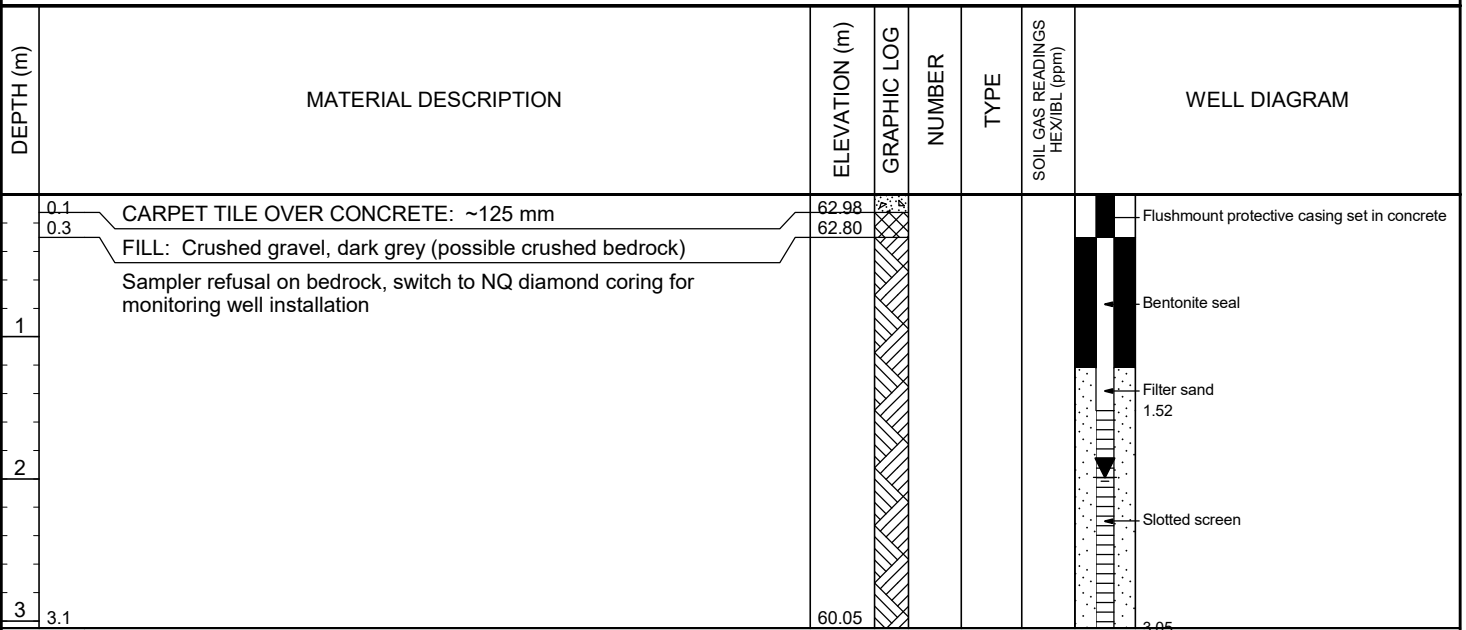 DEPTH (m)
MATERIAL DESCRIPTION
ELEVATION (m)
GRAPHIC LOG
NUMBER
TYPE
SOIL GAS READINGS
HEX/IBL (ppm)
WELL DIAGRAM
0.1
CARPET TILE OVER CONCRETE: ~125 mm
62.98
0.3
62.80
Flushmount protective casing set in concrete
FILL: Crushed gravel, dark grey (possible crushed bedrock)
Sampler refusal on bedrock, switch to NQ diamond coring for
monitoring well installation
Bentonite seal
1
Filter sand
1.52
2
Slotted screen
3
3.1
60.05
3.05